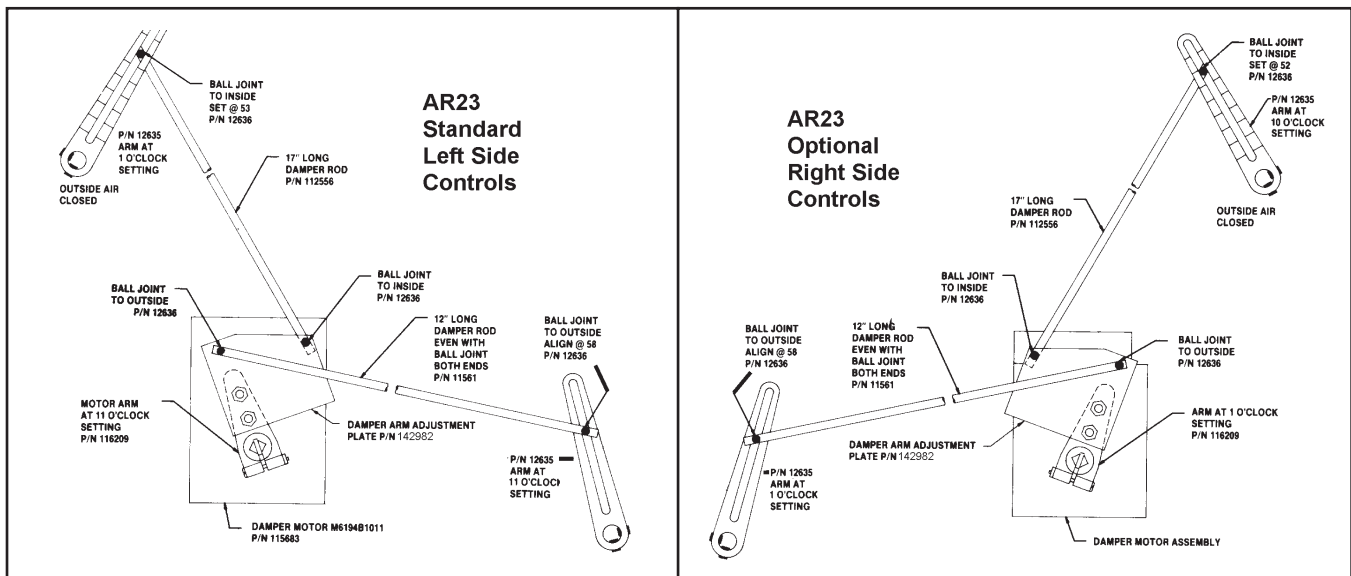 BALL JOINT
TO INSIDE
SET @ 53
P/N 12636
AR23
Standard
Left Side
Controls
P/N 12635
ARM AT
1 O'CLOCK
SETTING
17" LONG
DAMPER ROD
P/N 112556
OUTSIDE AIR
CLOSED
BALL JOINT
TO OUTSIDE
P/N 12636
BALL JOINT
TO INSIDE
P/N 12636
12" LONG
DAMPER ROD
EVEN WITH
BALL JOINT
BOTH ENDS
P/N 11561
BALL JOINT
TO OUTSIDE
ALIGN @ 58
P/N 12636
MOTOR ARM
AT 11 O'CLOCK
SETTING
P/N 116209
DAMPER ARM ADJUSTMENT
PLATE P/N 142982
P/N 12635
ARM AT
11 O'CLOCK
SETTING
DAMPER MOTOR M6194B1011
P/N 115683
AR23
Optional
Right Side
Controls
BALL JOINT
TO INSIDE
SET @ 52
P/N 12636
P/N 12635
ARM AT
10 O'CLOCK
SETTING
17" LONG
DAMPER ROD
P/N 112556
OUTSIDE AIR
CLOSED
BALL JOINT
TO INSIDE
P/N 12636
BALL JOINT
TO OUTSIDE
ALIGN @ 58
P/N 12636
12" LONG
DAMPER ROD
EVEN WITH
BALL JOINT
BOTH ENDS
P/N 11561
BALL JOINT
TO OUTSIDE
P/N 12636
ARM AT 1 O'CLOCK
SETTING
P/N 116209
DAMPER ARM ADJUSTMENT
PLATE P/N 142982
P/N 12635
ARM AT
1 O'CLOCK
SETTING
DAMPER MOTOR ASSEMBLY